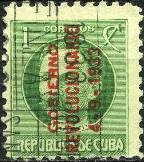 1 CORREOS 1
GOBIERNO
REVOLUCIONARIO
4-9-1933
REPUBLICA DE CUBA